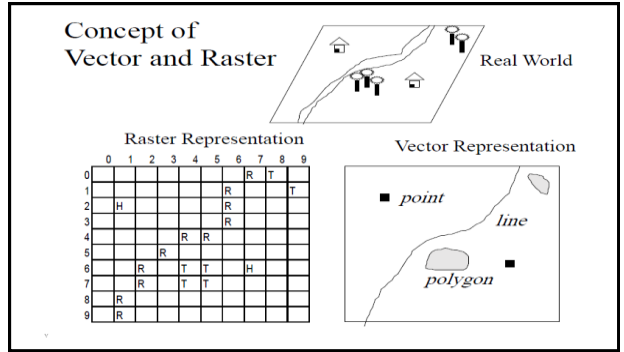 Concept of
Vector and Raster
Real World
Raster Representation
0 1 2 3 4 5 6 7 8 9
0 R T
1 R T
2 H R
3 R
4 R R
5 R
6 R T T H
7 R T T
8 R
9 R
Vector Representation
point
line
polygon